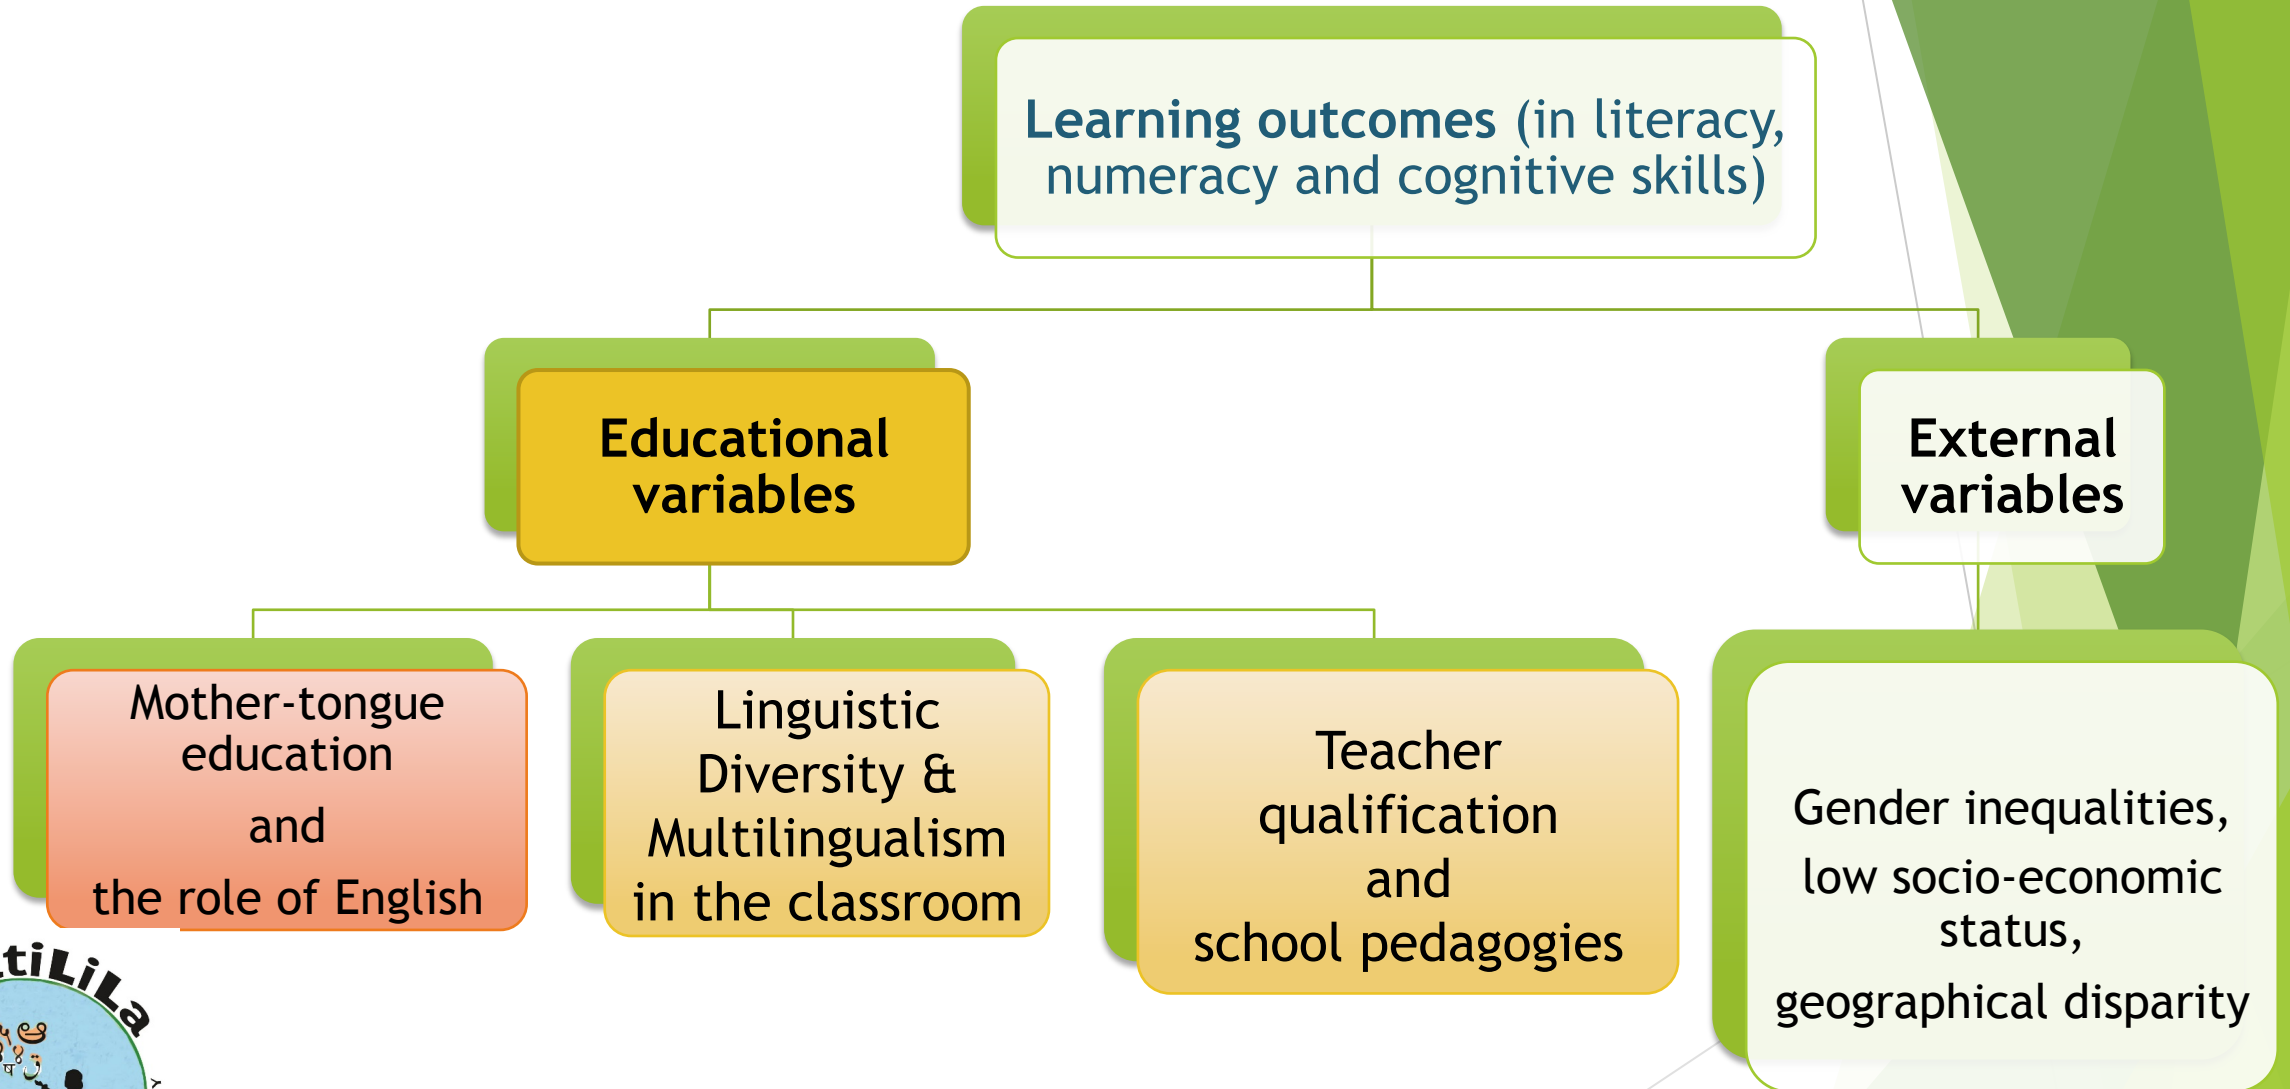 Learning outcomes (in literacy,
numeracy and cognitive skills)
Educational
variables
External
variables
Mother-tongue
education
and
the role of English
Linguistic
Diversity &
Multilingualism
in the classroom
Teacher
qualification
and
school pedagogies
Gender inequalities,
low socio-economic
status,
geographical disparity
tiLiLa